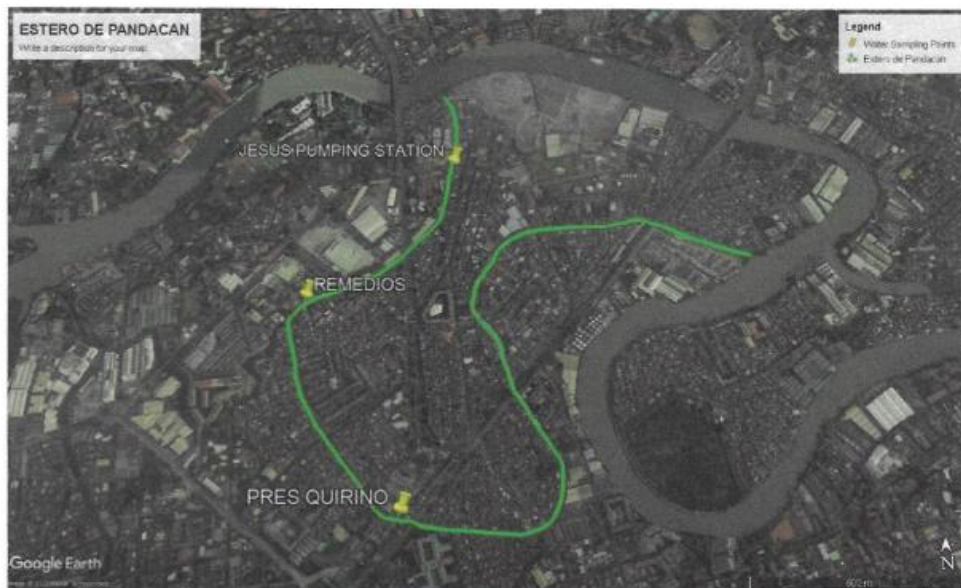 ESTERO DE PANDACAN
Write a description for your map.
Legend
Water Sampling Points
Estero de Pandacan
JESUS PUMPING STATION
REMEDIOS
PRES QUIRINO
Google Earth
N
600 m